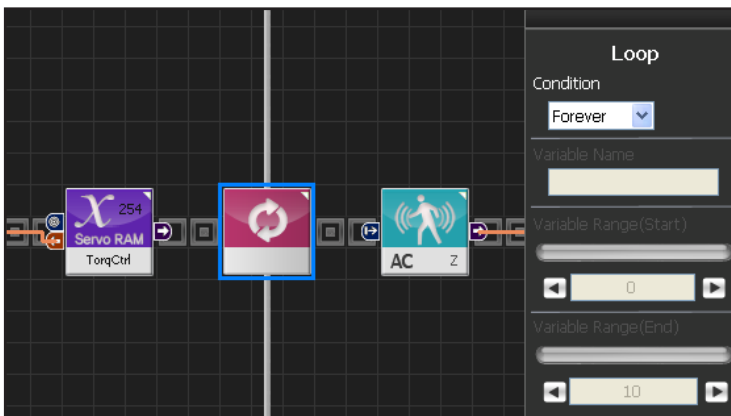 254
Servo RAM
TorqCtrl
AC Z
Loop
Condition
Forever
Variable Name
Variable Range(Start)
0
Variable Range(End)
10